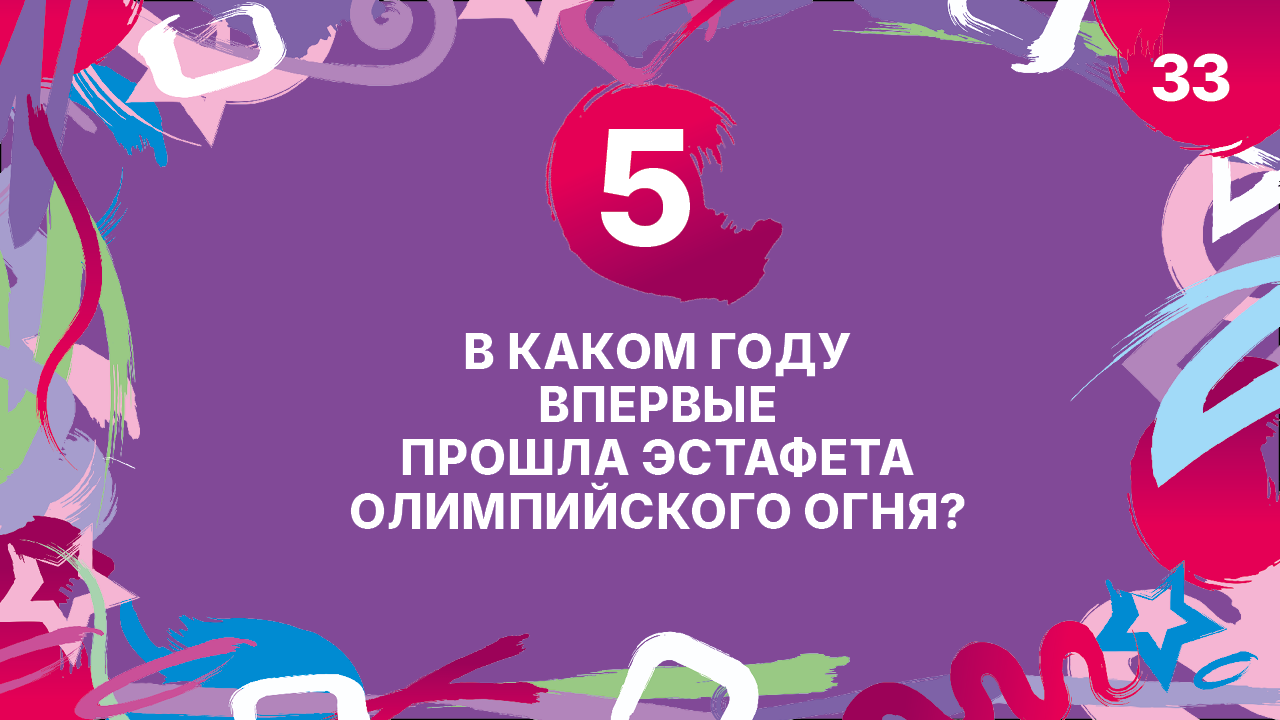 33
5
В КАКОМ ГОДУ
ВПЕРВЫЕ
ПРОШЛА ЭСТАФЕТА
ОЛИМПИЙСКОГО ОГНЯ?